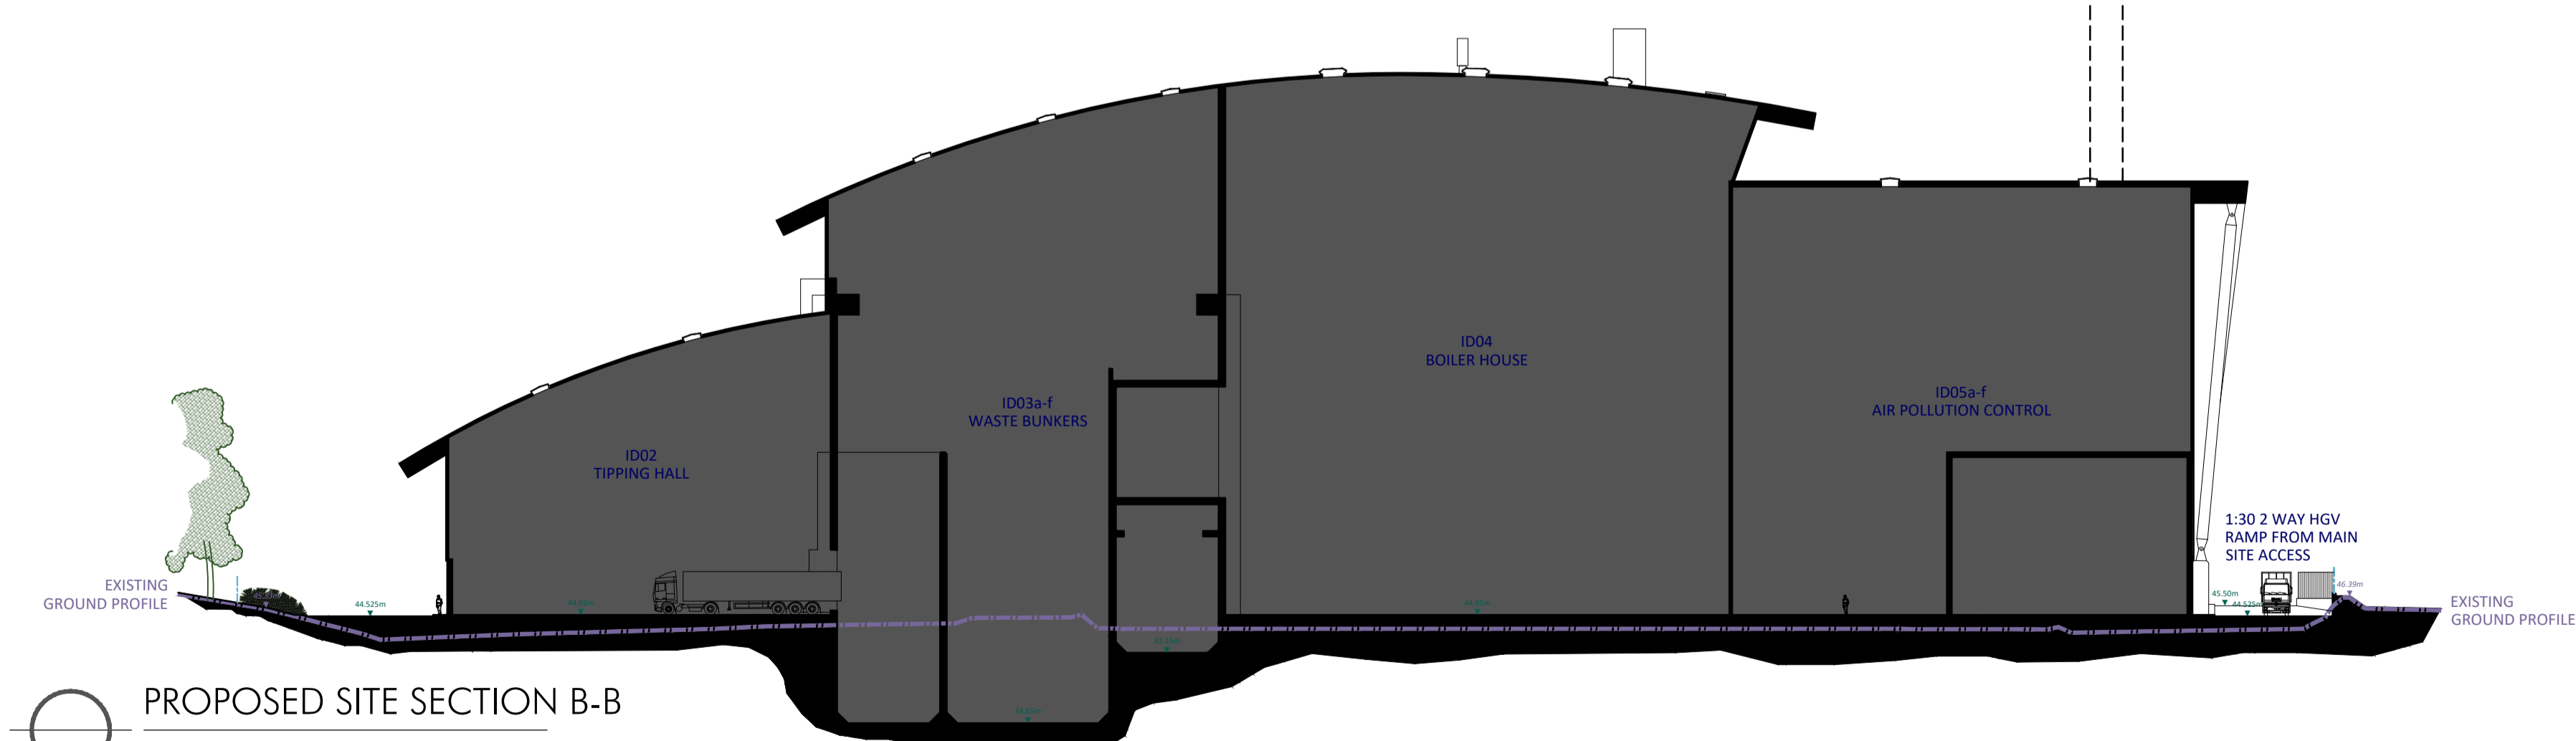 ID04
BOILER HOUSE
ID05a-f
AIR POLLUTION CONTROL
ID03a-f
WASTE BUNKERS
ID02
TIPPING HALL
1:30 2 WAY HGV
RAMP FROM MAIN
SITE ACCESS
EXISTING
GROUND PROFILE
44.525m
45.50m
44.525m
46.39m
EXISTING
GROUND PROFILE
PROPOSED SITE SECTION B-B